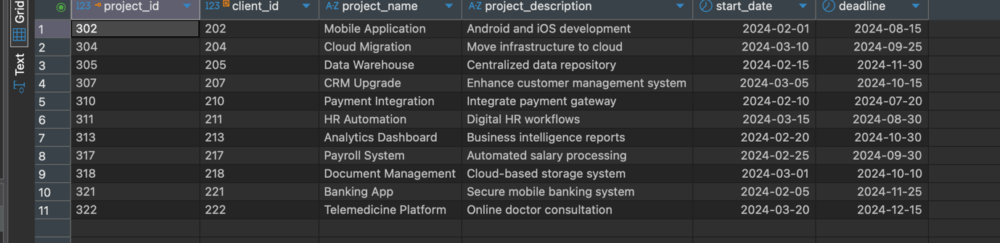 Grid
Text
123 project_id 123 client_id A-Z project_name A-Z project_description start_date deadline
1 302 202 Mobile Application Android and iOS development 2024-02-01 2024-08-15
2 304 204 Cloud Migration Move infrastructure to cloud 2024-03-10 2024-09-25
3 305 205 Data Warehouse Centralized data repository 2024-02-15 2024-11-30
4 307 207 CRM Upgrade Enhance customer management system 2024-03-05 2024-10-15
5 310 210 Payment Integration Integrate payment gateway 2024-02-10 2024-07-20
6 311 211 HR Automation Digital HR workflows 2024-03-15 2024-08-30
7 313 213 Analytics Dashboard Business intelligence reports 2024-02-20 2024-10-30
8 317 217 Payroll System Automated salary processing 2024-02-25 2024-09-30
9 318 218 Document Management Cloud-based storage system 2024-03-01 2024-10-10
10 321 221 Banking App Secure mobile banking system 2024-02-05 2024-11-25
11 322 222 Telemedicine Platform Online doctor consultation 2024-03-20 2024-12-15